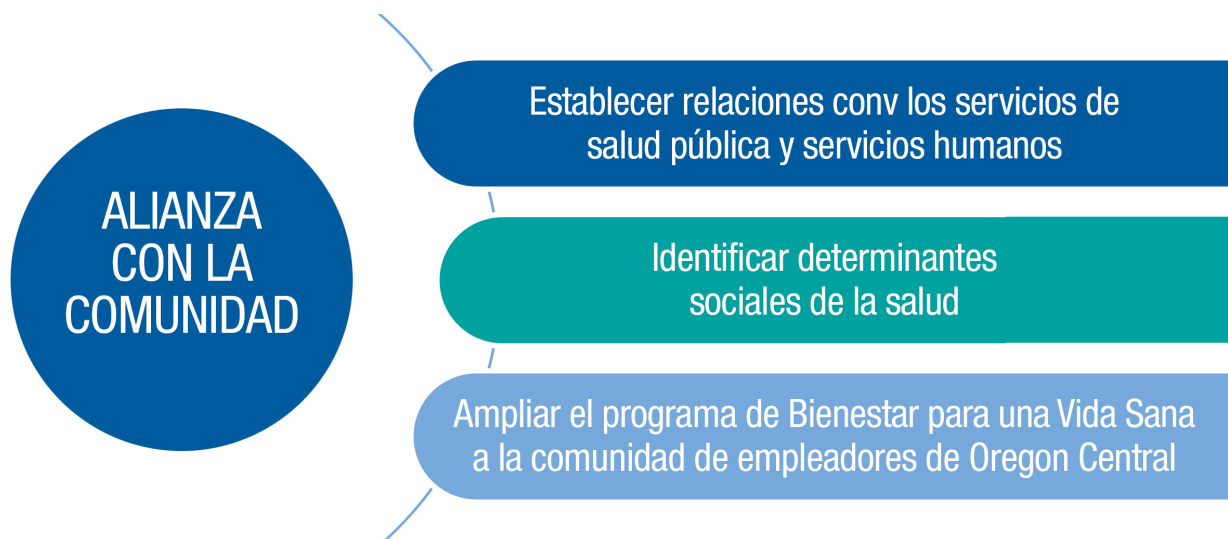 ALIANZA
CON LA
COMUNIDAD
Establecer relaciones conv los servicios de
salud pública y servicios humanos
Identificar determinantes
sociales de la salud
Ampliar el programa de Bienestar para una Vida Sana
a la comunidad de empleadores de Oregon Central